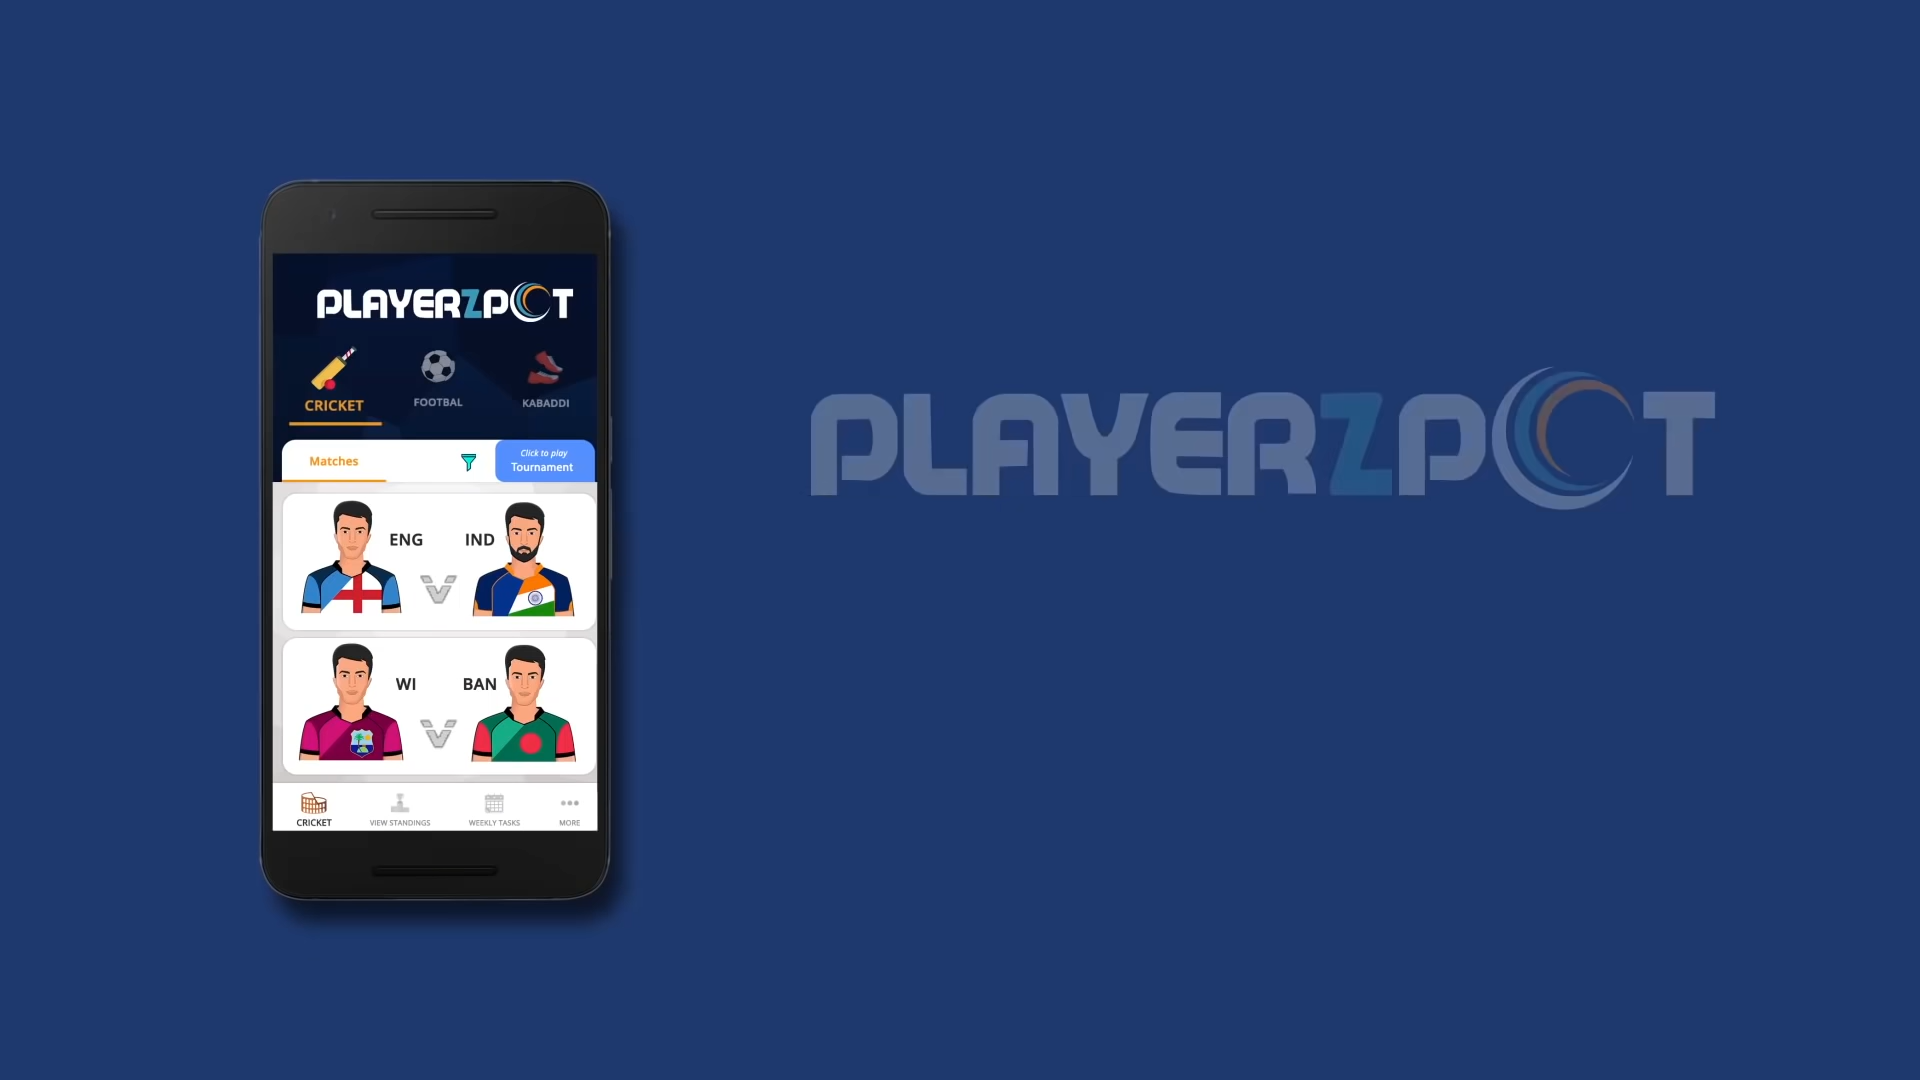 PLAYERZPOT
CRICKET
FOOTBAL
KABADDI
Matches
Click to play
Tournament
ENG
IND
WI
BAN
CRICKET
VIEW STANDINGS
WEEKLY TASKS
MORE
PLAYERZPOT